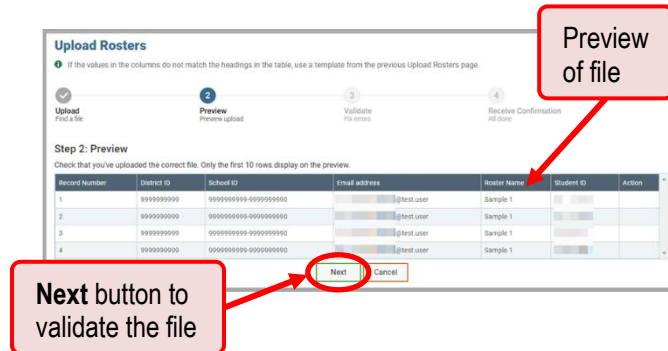 Upload Rosters
If the values in the columns do not match the headings in the table, use a template from the previous Upload Rosters page.
Preview
of file
2
3
4
Upload
Preview
Validate
Receive Confirmation
Find a file
Preview upload
Fix errors
All done
Step 2: Preview
Check that you've uploaded the correct file. Only the first 10 rows display on the preview.
Record Number District ID School ID Email address Roster Name Student ID Action
1 9999999999 9999999999-9999999990 @test.user Sample 1
2 9999999999 9999999999-9999999990 @test.user Sample 1
3 9999999999 9999999999-9999999990 @test.user Sample 1
4 9999999999 9999999999-9999999990 @test.user Sample 1
Next Cancel
Next button to
validate the file